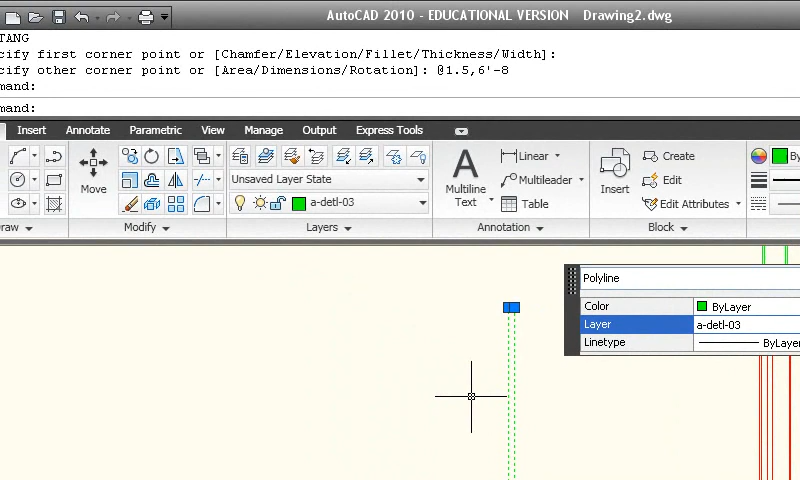 AutoCAD 2010 - EDUCATIONAL VERSION Drawing2.dwg
TANG
cify first corner point or [Chamfer/Elevation/Fillet/Thickness/Width]:
cify other corner point or [Area/Dimensions/Rotation]: @1.5,6'-8
mand:
mand:
Insert Annotate Parametric View Manage Output Express Tools
Linear Create By
Move Unsaved Layer State Multiline Text Multileader Insert Edit
a-detl-03 Table Edit Attributes
raw Modify Layers Annotation Block
Polyline
Color ByLayer
Layer a-detl-03
Linetype ByLayer